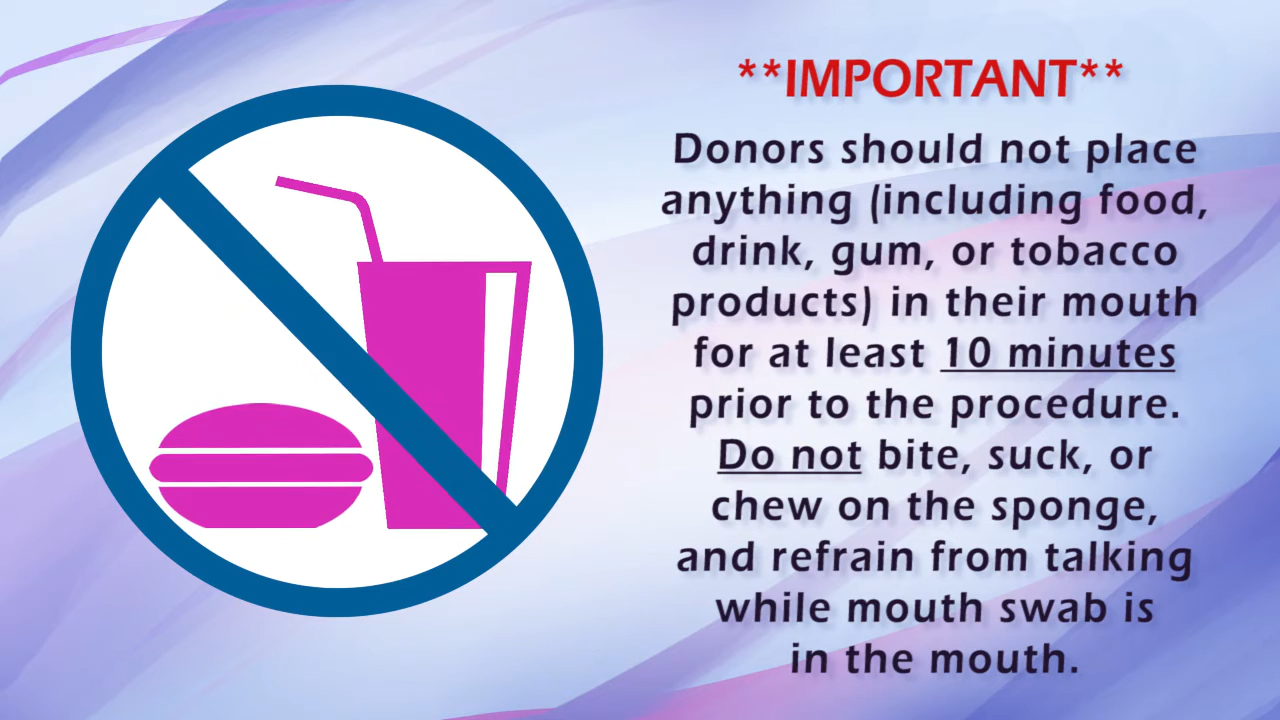 **IMPORTANT**
Donors should not place
anything (including food,
drink, gum, or tobacco
products) in their mouth
for at least 10 minutes
prior to the procedure.
Do not bite, suck, or
chew on the sponge,
and refrain from talking
while mouth swab is
in the mouth.